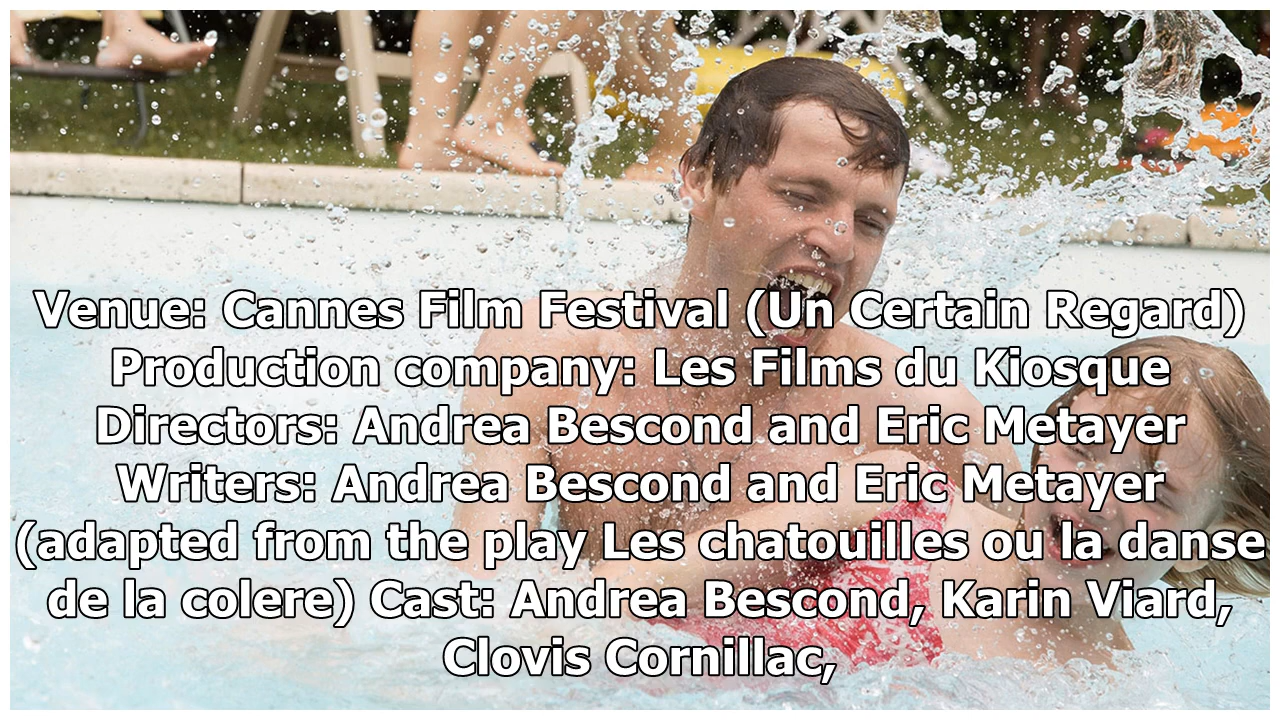 Venue: Cannes Film Festival (Un Certain Regard)
Production company: Les Films du Kiosque
Directors: Andrea Bescond and Eric Metayer
Writers: Andrea Bescond and Eric Metayer
(adapted from the play Les chatouilles ou la danse
de la colere) Cast: Andrea Bescond, Karin Viard,
Clovis Cornillac,